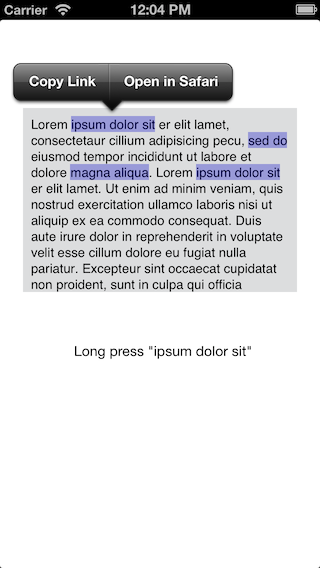 Carrier 12:04 PM
Copy Link Open in Safari
Lorem ipsum dolor sit er elit lamet,
consectetaur cillium adipisicing pecu, sed do
eiusmod tempor incididunt ut labore et
dolore magna aliqua. Lorem ipsum dolor sit
er elit lamet. Ut enim ad minim veniam, quis
nostrud exercitation ullamco laboris nisi ut
aliquip ex ea commodo consequat. Duis
aute irure dolor in reprehenderit in voluptate
velit esse cillum dolore eu fugiat nulla
pariatur. Excepteur sint occaecat cupidatat
non proident, sunt in culpa qui officia
Long press "ipsum dolor sit"